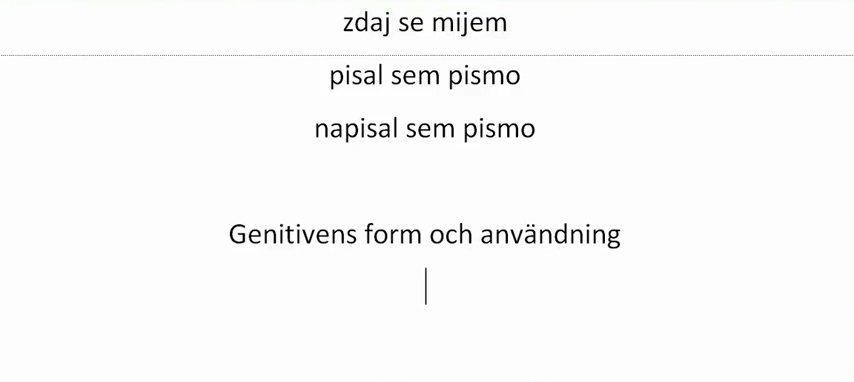 zdaj se mijem
pisal sem pismo
napisal sem pismo
Genitivens form och användning